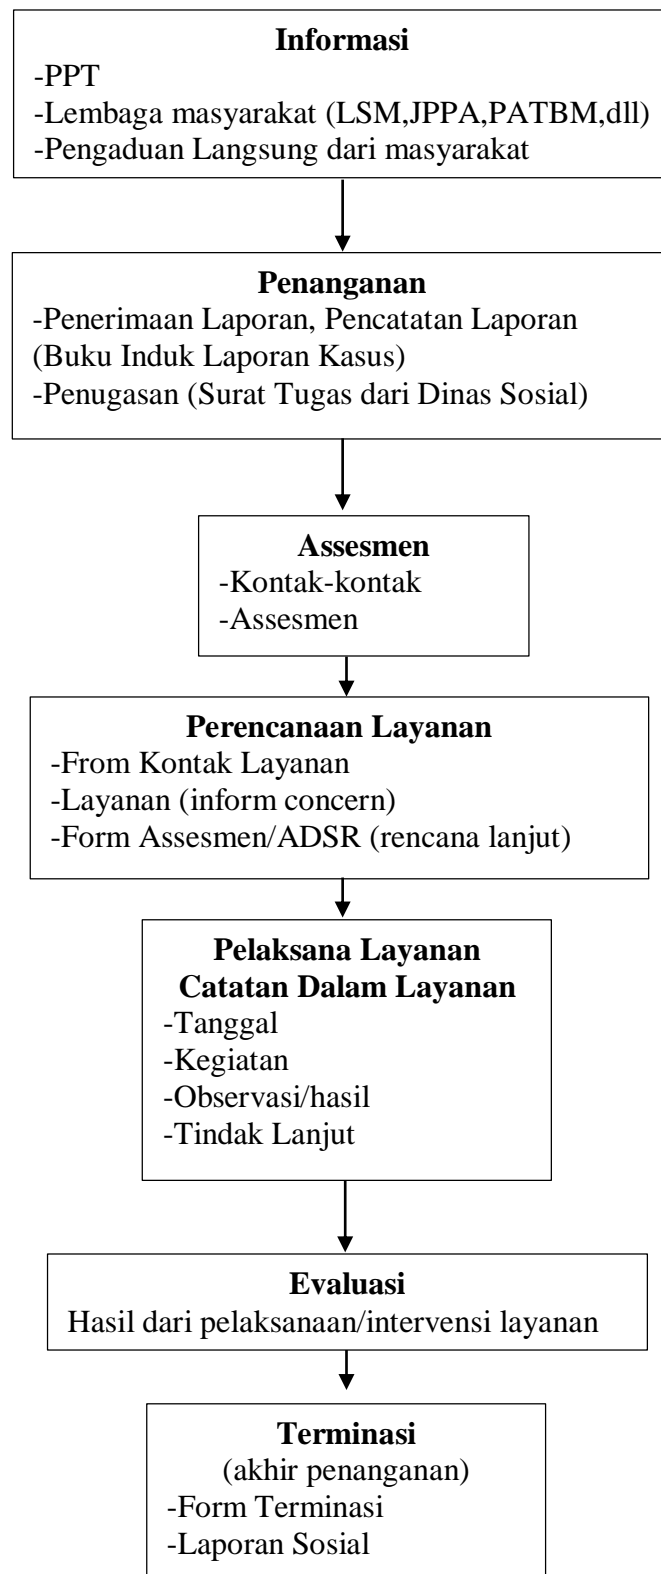 Informasi
-PPT
-Lembaga masyarakat (LSM,JPPA,PATBM,dll)
-Pengaduan Langsung dari masyarakat
Penanganan
-Penerimaan Laporan, Pencatatan Laporan
(Buku Induk Laporan Kasus)
-Penugasan (Surat Tugas dari Dinas Sosial)
Assesmen
-Kontak-kontak
-Assesmen
Perencanaan Layanan
-From Kontak Layanan
-Layanan (inform concern)
-Form Assesmen/ADSR (rencana lanjut)
Pelaksana Layanan
Catatan Dalam Layanan
-Tanggal
-Kegiatan
-Observasi/hasil
-Tindak Lanjut
Evaluasi
Hasil dari pelaksanaan/intervensi layanan
Terminasi
(akhir penanganan)
-Form Terminasi
-Laporan Sosial